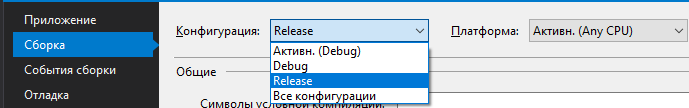 Приложение
Сборка
События сборки
Отладка
Конфигурация: Release Платформа: Активн. (Any CPU)
Активн. (Debug)
Debug
Release
Все конфигурации
Общие
Символы условной компиляции: